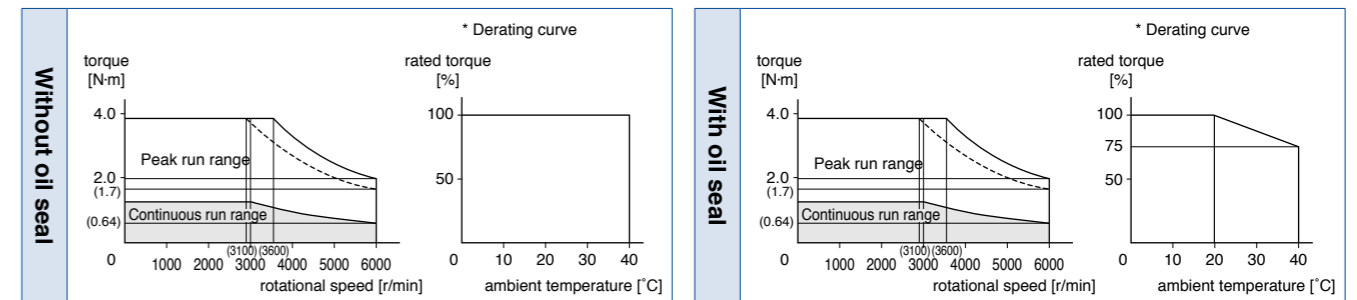 Without oil seal
* Derating curve
torque
[N·m]
rated torque
[%]
4.0
2.0
(1.7)
(0.64)
Peak run range
Continuous run range
(3100)(3600)
0 1000 2000 3000 4000 5000 6000
rotational speed [r/min]
100
50
0 10 20 30 40
ambient temperature [˚C]
With oil seal
* Derating curve
torque
[N·m]
rated torque
[%]
4.0
2.0
(1.7)
(0.64)
Peak run range
Continuous run range
(3100)(3600)
0 1000 2000 3000 4000 5000 6000
rotational speed [r/min]
100
75
50
0 10 20 30 40
ambient temperature [˚C]